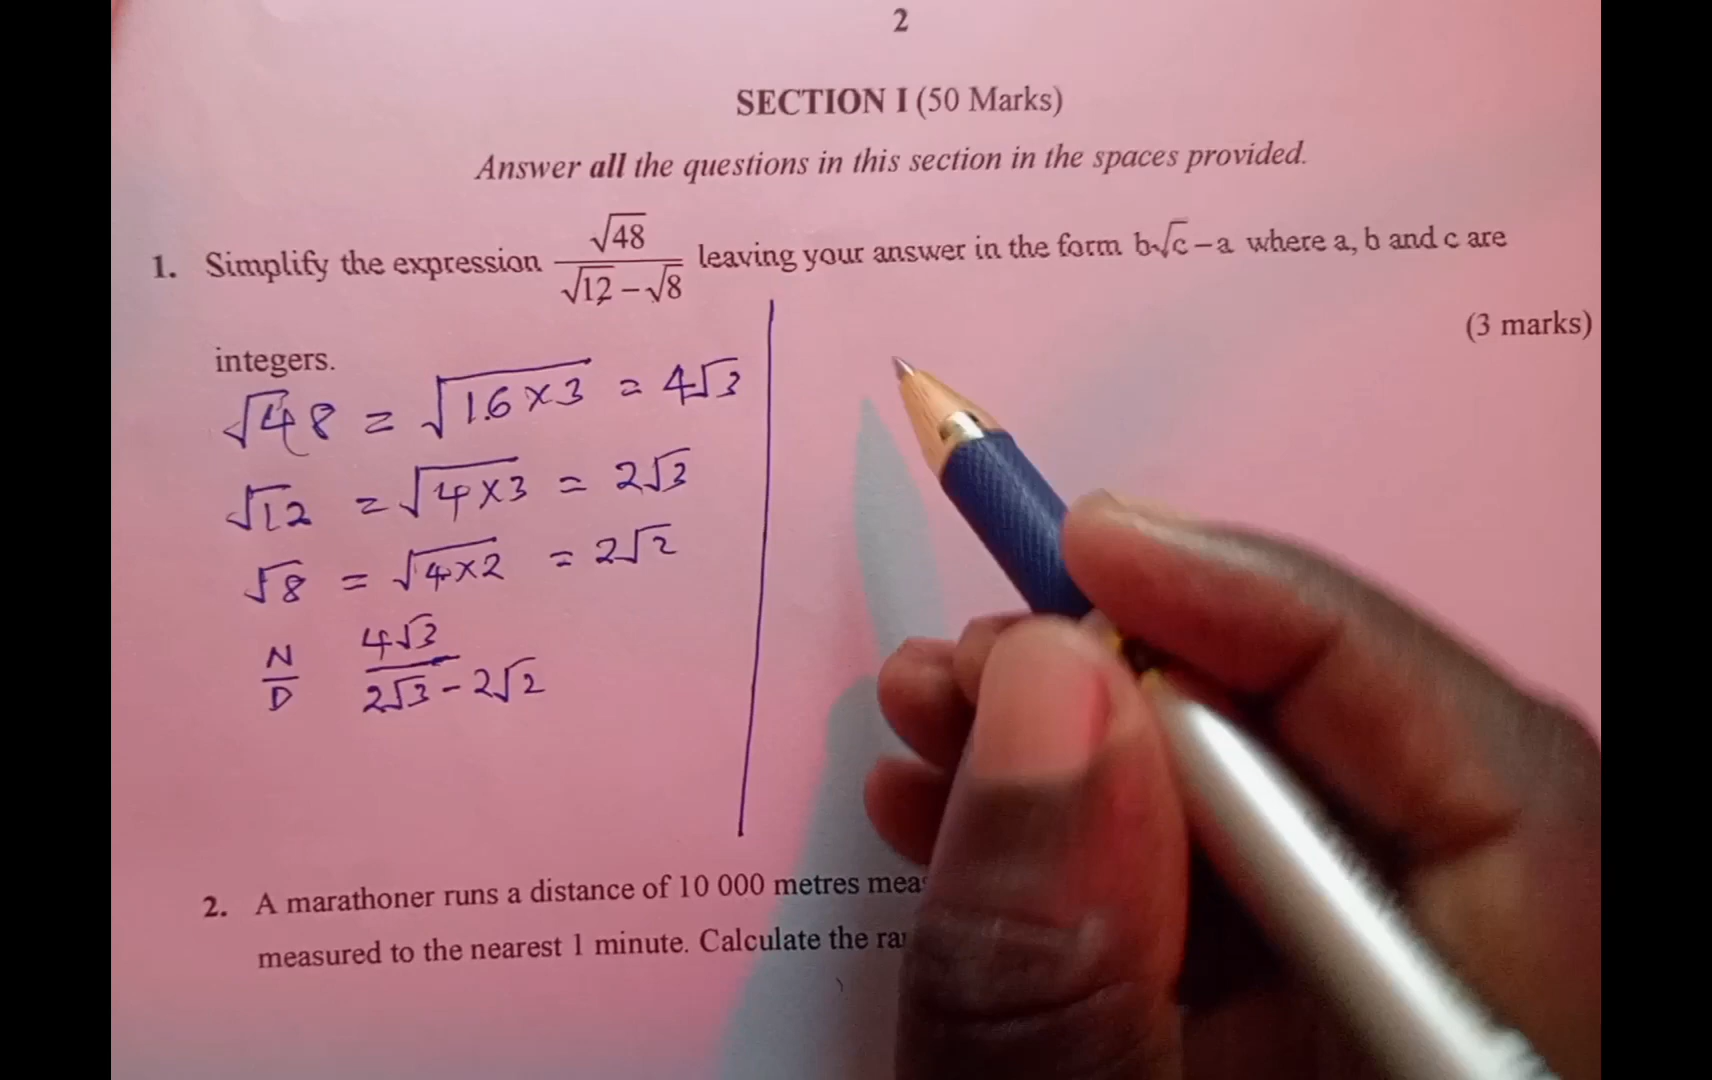 2
SECTION I (50 Marks)
Answer all the questions in this section in the spaces provided.
1. Simplify the expression √48 / (√12 − √8) leaving your answer in the form b√c − a where a, b and c are
(3 marks)
integers.
√48 = √16×3 = 4√3
√12 = √4×3 = 2√3
√8 = √4×2 = 2√2
N/D 4√3 / (2√3 − 2√2)
2. A marathoner runs a distance of 10 000 metres
measured to the nearest 1 minute. Calculate the